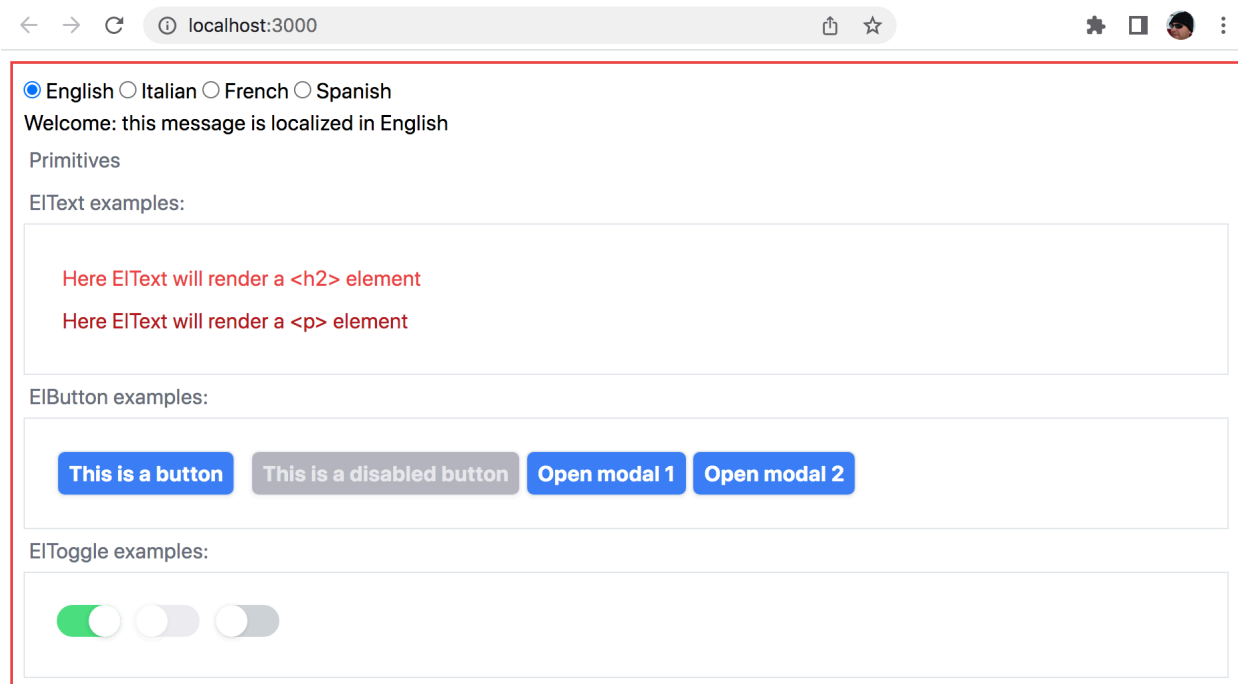 localhost:3000
English Italian French Spanish
Welcome: this message is localized in English
Primitives
ElText examples:
Here ElText will render a <h2> element
Here ElText will render a <p> element
ElButton examples:
This is a button This is a disabled button Open modal 1 Open modal 2
ElToggle examples: